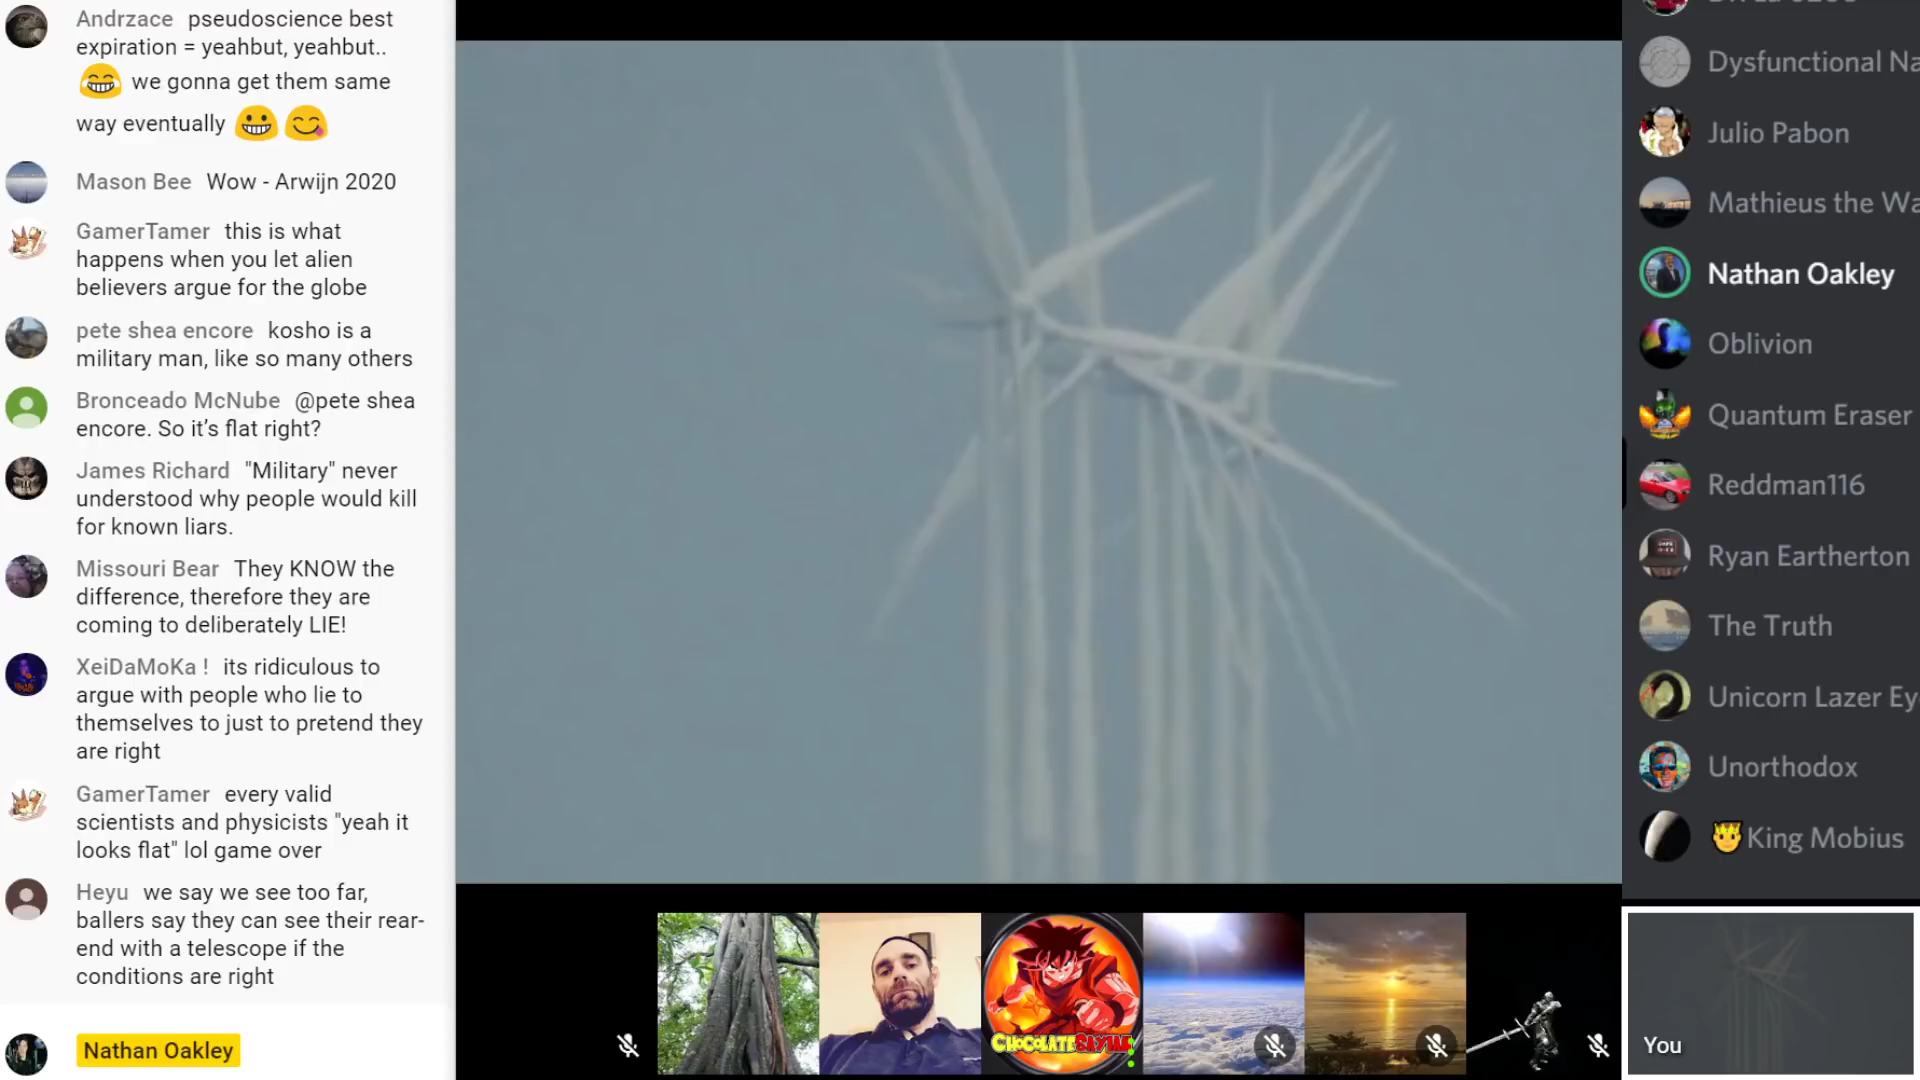 Andrzace pseudoscience best
expiration = yeahbut, yeahbut..
we gonna get them same
way eventually
Mason Bee Wow - Arwijn 2020
GamerTamer this is what
happens when you let alien
believers argue for the globe
pete shea encore kosho is a
military man, like so many others
Bronceado McNube @pete shea
encore. So it’s flat right?
James Richard "Military" never
understood why people would kill
for known liars.
Missouri Bear They KNOW the
difference, therefore they are
coming to deliberately LIE!
XeiDaMoKa ! its ridiculous to
argue with people who lie to
themselves to just to pretend they
are right
GamerTamer every valid
scientists and physicists "yeah it
looks flat" lol game over
Heyu we say we see too far,
ballers say they can see their rear-
end with a telescope if the
conditions are right
Nathan Oakley
CHOCOLATE SAIYAN
Dysfunctional Na
Julio Pabon
Mathieus the Wa
Nathan Oakley
Oblivion
Quantum Eraser
Reddman116
Ryan Eartherton
The Truth
Unicorn Lazer Ey
Unorthodox
King Mobius
You